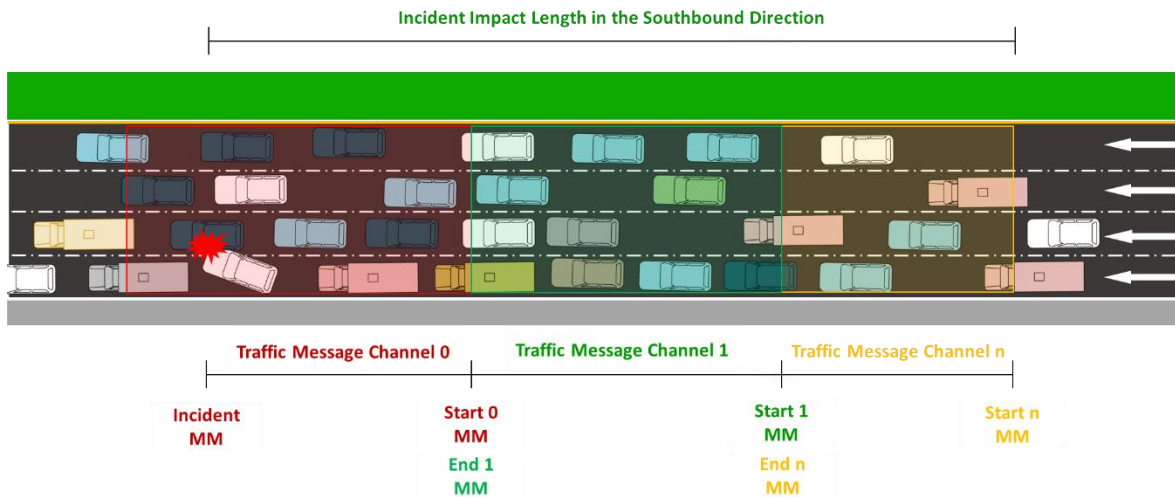 Incident Impact Length in the Southbound Direction
Traffic Message Channel 0
Traffic Message Channel 1
Traffic Message Channel n
Incident
MM
Start 0
MM
End 1
MM
Start 1
MM
End n
MM
Start n
MM